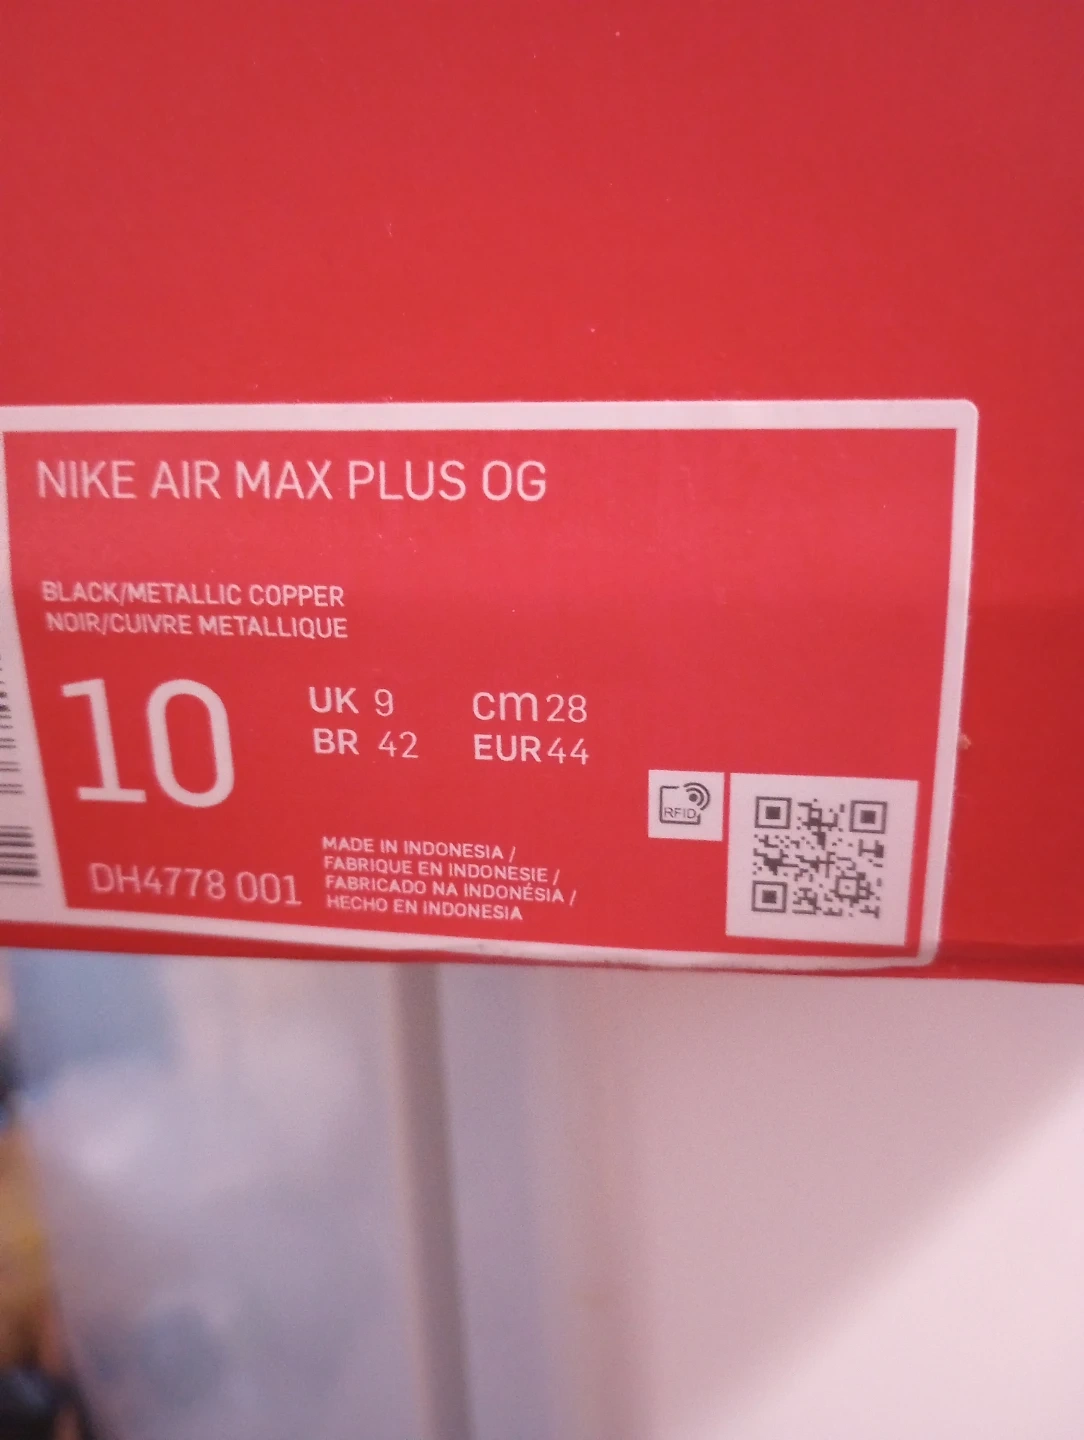 NIKE AIR MAX PLUS OG
BLACK/METALLIC COPPER
NOIR/CUIVRE METALLIQUE
10
UK 9 cm 28
BR 42 EUR 44
RFID
MADE IN INDONESIA /
FABRIQUE EN INDONESIE /
FABRICADO NA INDONÉSIA /
HECHO EN INDONESIA
DH4778 001